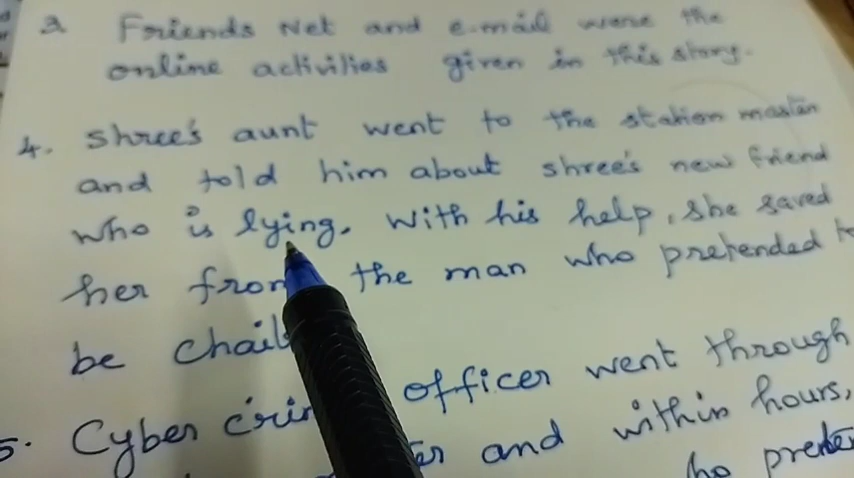 3 Friends Net and e-mail were the
online activities given in this story.
4. Shree's aunt went to the station master
and told him about shree's new friend
who is lying. With his help, she saved
her from the man who pretended
be
5. Cyber officer went through
and within hours,